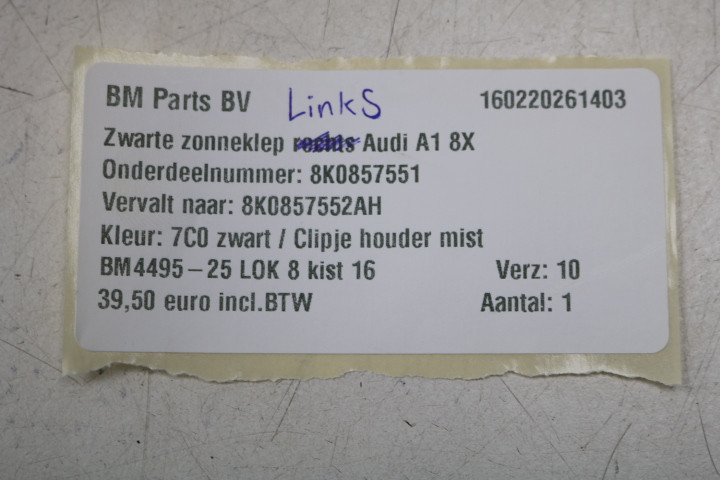 BM Parts BV Links 160220261403
Zwarte zonneklep rechts Audi A1 8X
Onderdeelnummer: 8K0857551
Vervalt naar: 8K0857552AH
Kleur: 7C0 zwart / Clipje houder mist
BM4495-25 LOK 8 kist 16 Verz: 10
39,50 euro incl.BTW Aantal: 1